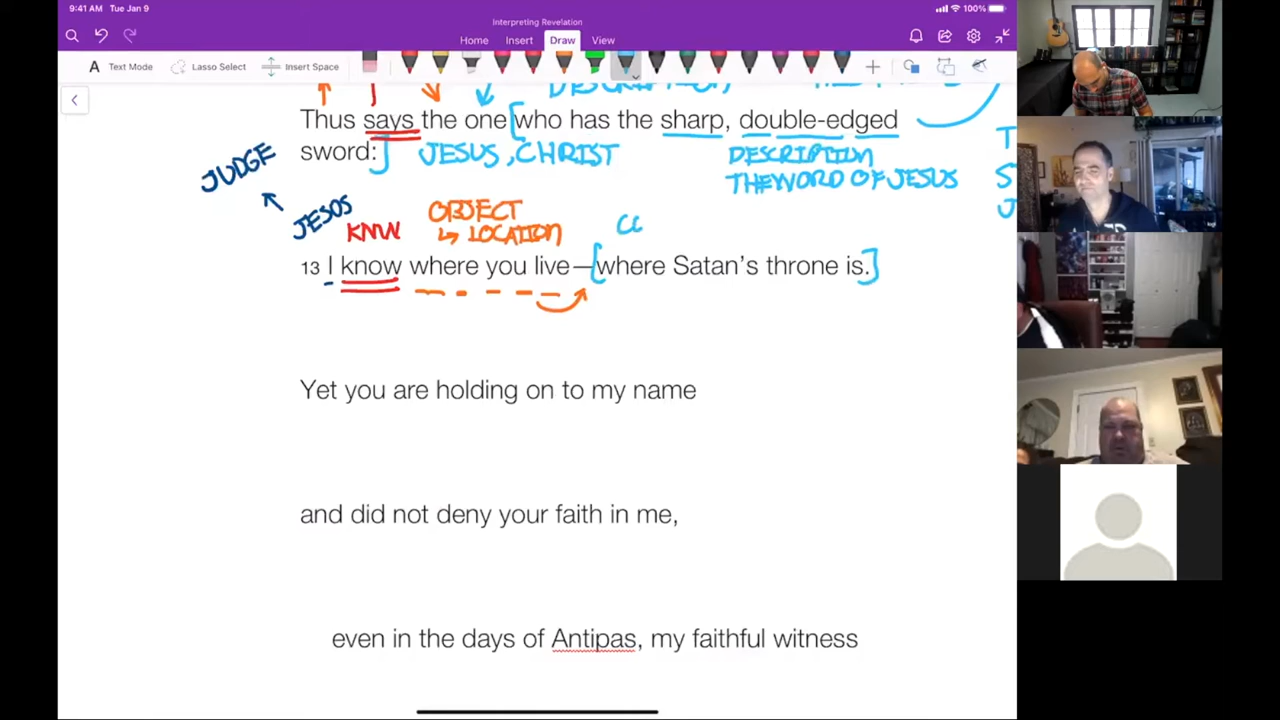 9:41 AM Tue Jan 9
100%
Interpreting Revelation
Home Insert Draw View
A Text Mode Lasso Select Insert Space
DESCRIPTION
Thus says the one [who has the sharp, double-edged
sword:] JESUS, CHRIST
DESCRIPTION
THE WORD OF JESUS
T
S
J
JUDGE
JESUS
KNW
OBJECT
LOCATION
CC
13 I know where you live—[where Satan's throne is.]
Yet you are holding on to my name
and did not deny your faith in me,
even in the days of Antipas, my faithful witness